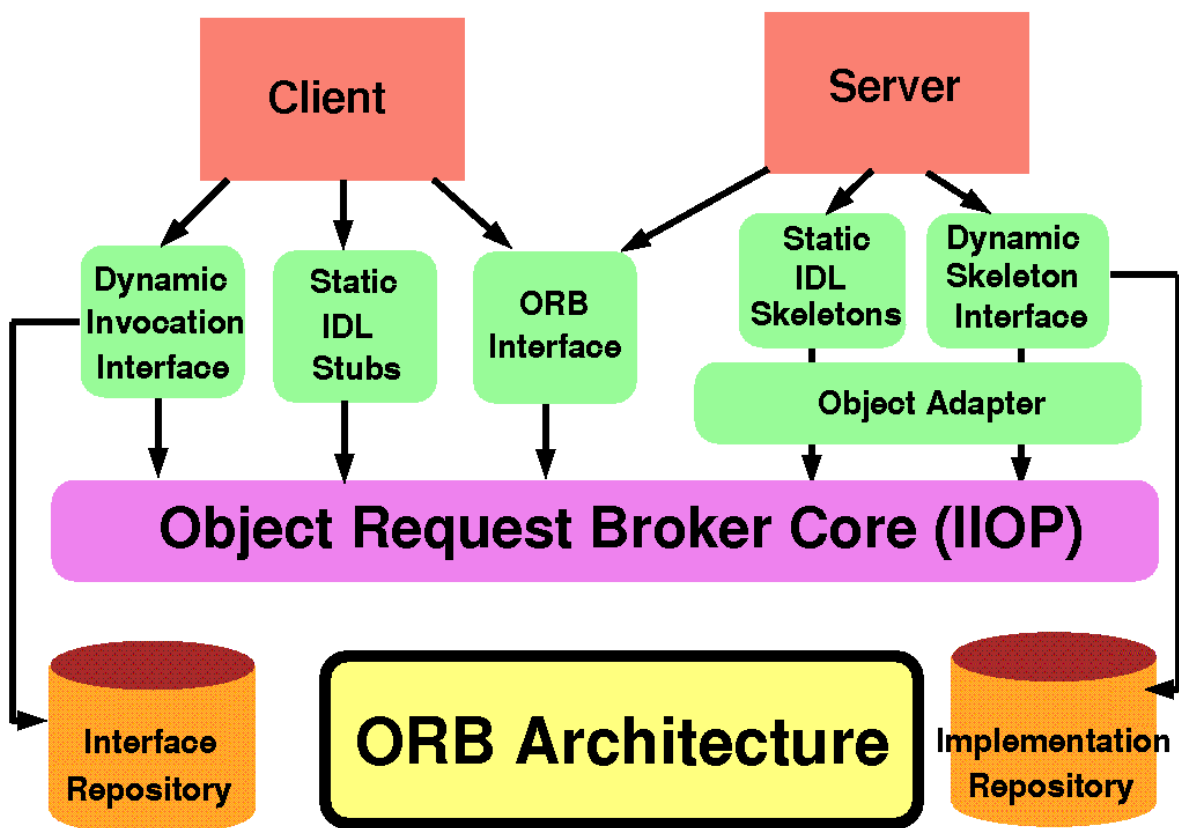 Client
Server
Dynamic
Invocation
Interface
Static
IDL
Stubs
ORB
Interface
Static
IDL
Skeletons
Dynamic
Skeleton
Interface
Object Adapter
Object Request Broker Core (IIOP)
Interface
Repository
ORB Architecture
Implementation
Repository